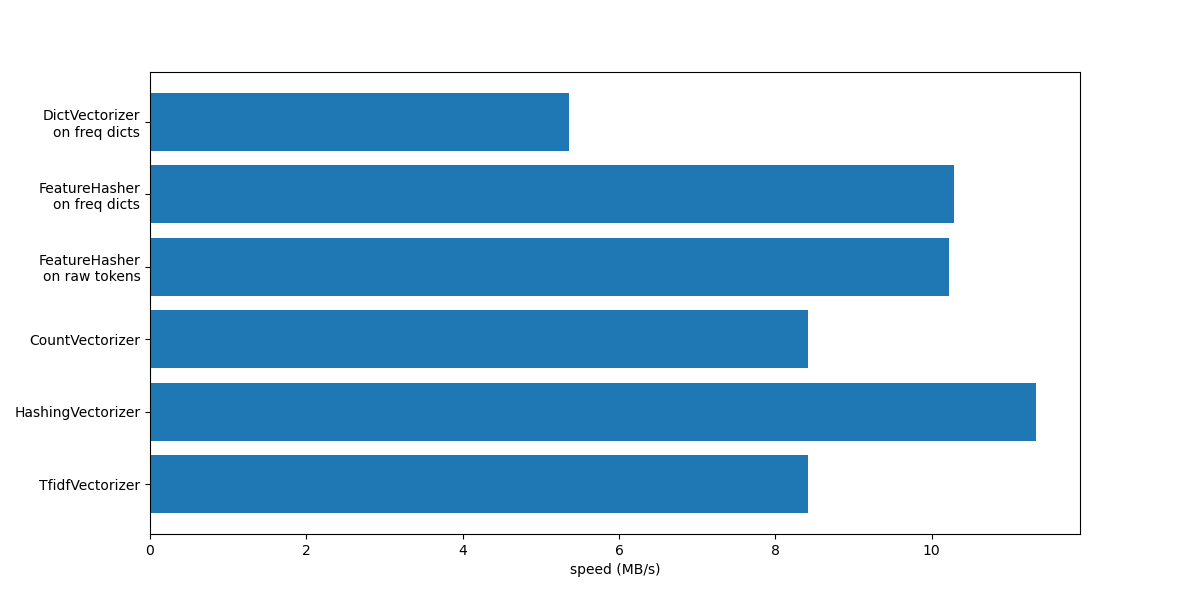 DictVectorizer
on freq dicts
FeatureHasher
on freq dicts
FeatureHasher
on raw tokens
CountVectorizer
HashingVectorizer
TfidfVectorizer
0 2 4 6 8 10
speed (MB/s)